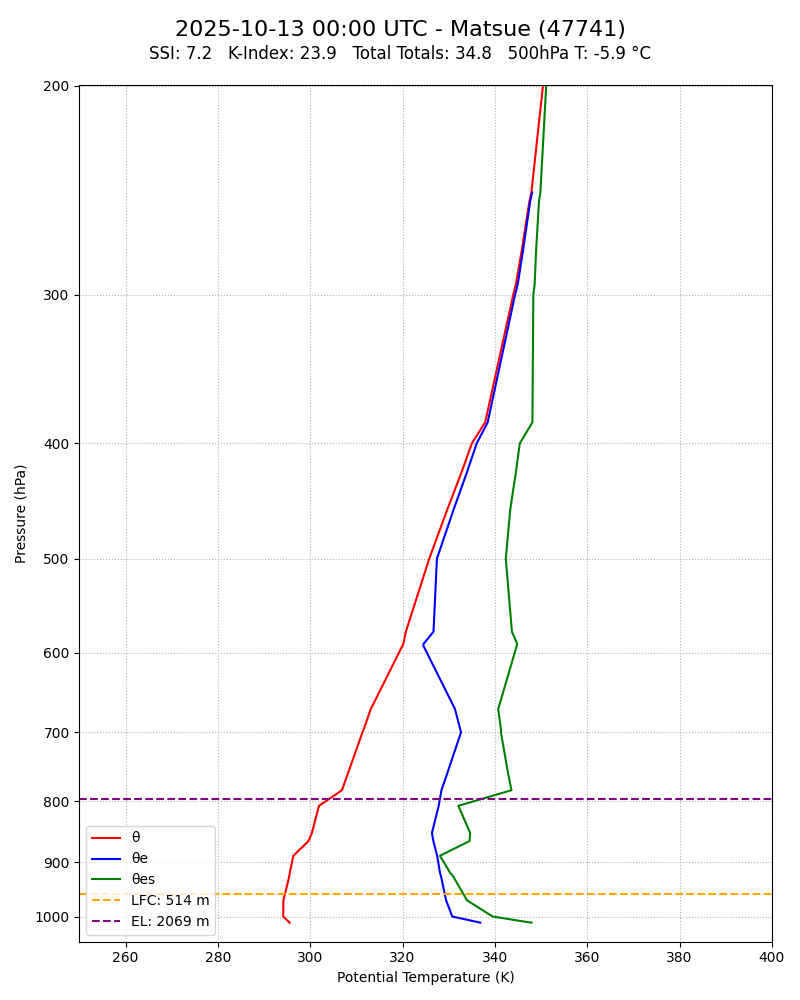 2025-10-13 00:00 UTC - Matsue (47741)
SSI: 7.2   K-Index: 23.9   Total Totals: 34.8   500hPa T: -5.9 °C
200
300
400
500
600
700
800
900
1000
Pressure (hPa)
θ
θe
θes
LFC: 514 m
EL: 2069 m
260
280
300
320
340
360
380
400
Potential Temperature (K)